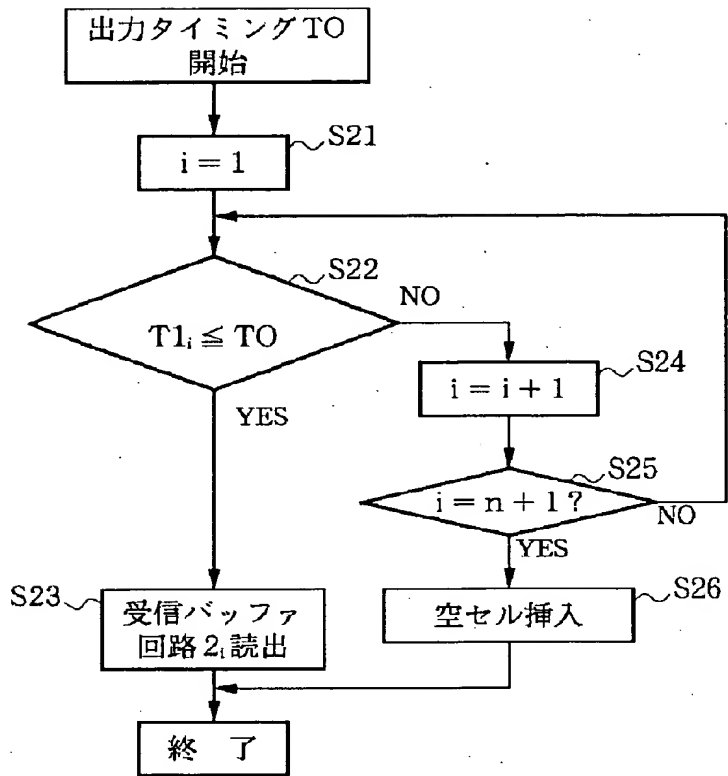 出力タイミングTO
開始
S21
i = 1
S22
NO
T1ᵢ ≦ TO
S24
i = i + 1
YES
S25
i = n + 1 ?
NO
YES
S23
受信バッファ
回路 2ᵢ 読出
S26
空セル挿入
終 了